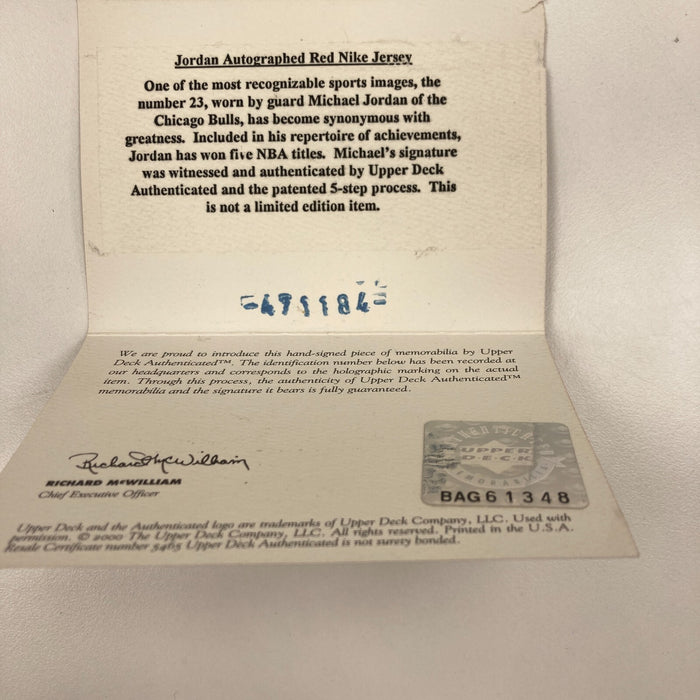 Jordan Autographed Red Nike Jersey
One of the most recognizable sports images, the
number 23, worn by guard Michael Jordan of the
Chicago Bulls, has become synonymous with
greatness. Included in his repertoire of achievements,
Jordan has won five NBA titles. Michael's signature
was witnessed and authenticated by Upper Deck
Authenticated and the patented 5-step process. This
is not a limited edition item.
471184
We are proud to introduce this hand-signed piece of memorabilia by Upper
Deck Authenticated™. The identification number below has been recorded at
our headquarters and corresponds to the holographic marking on the actual
item. Through this process, the authenticity of Upper Deck Authenticated™
memorabilia and the signature it bears is fully guaranteed.
Richard McWilliam
RICHARD McWILLIAM
Chief Executive Officer
UPPER
D·E·C·K
BAG61348
Upper Deck and the Authenticated logo are trademarks of Upper Deck Company, LLC. Used with
permission. © 2000 The Upper Deck Company, LLC. All rights reserved. Printed in the U.S.A.
Resale Certificate number 5465 Upper Deck Authenticated is not surety bonded.